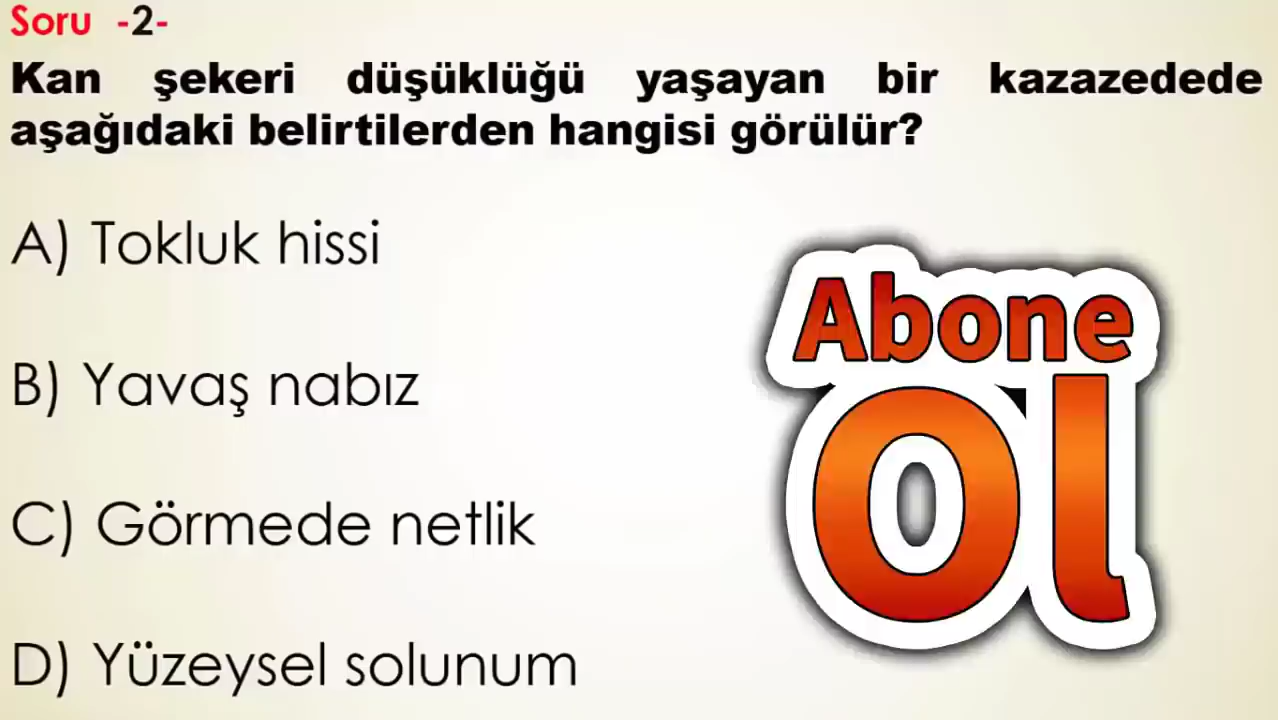 Soru -2-
Kan şekeri düşüklüğü yaşayan bir kazazedede
aşağıdaki belirtilerden hangisi görülür?
A) Tokluk hissi
B) Yavaş nabız
C) Görmede netlik
D) Yüzeysel solunum
Abone
Ol